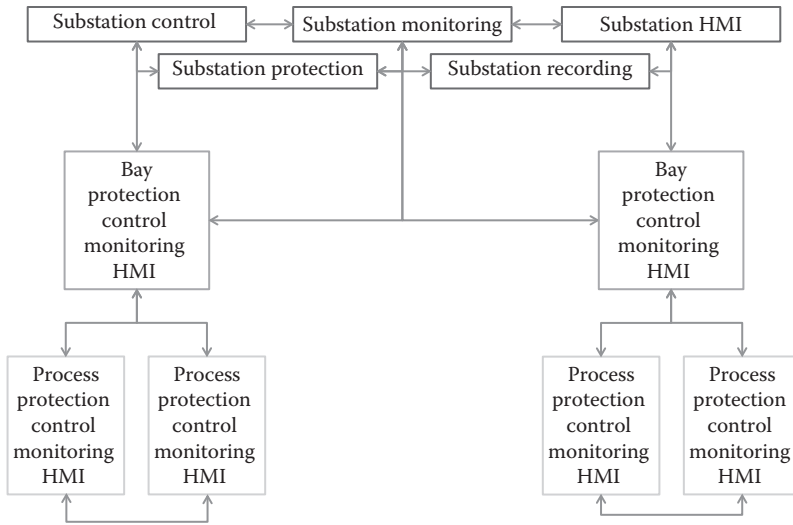 Substation control
Substation monitoring
Substation HMI
Substation protection
Substation recording
Bay
protection
control
monitoring
HMI
Bay
protection
control
monitoring
HMI
Process
protection
control
monitoring
HMI
Process
protection
control
monitoring
HMI
Process
protection
control
monitoring
HMI
Process
protection
control
monitoring
HMI